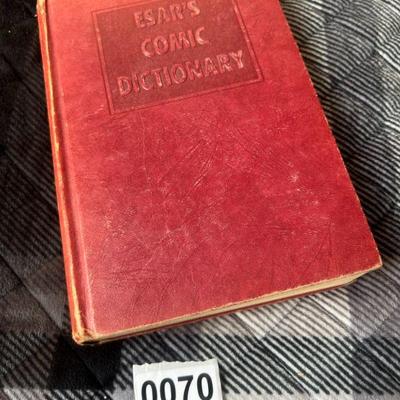 ESAR'S
COMIC
DICTIONARY
0070